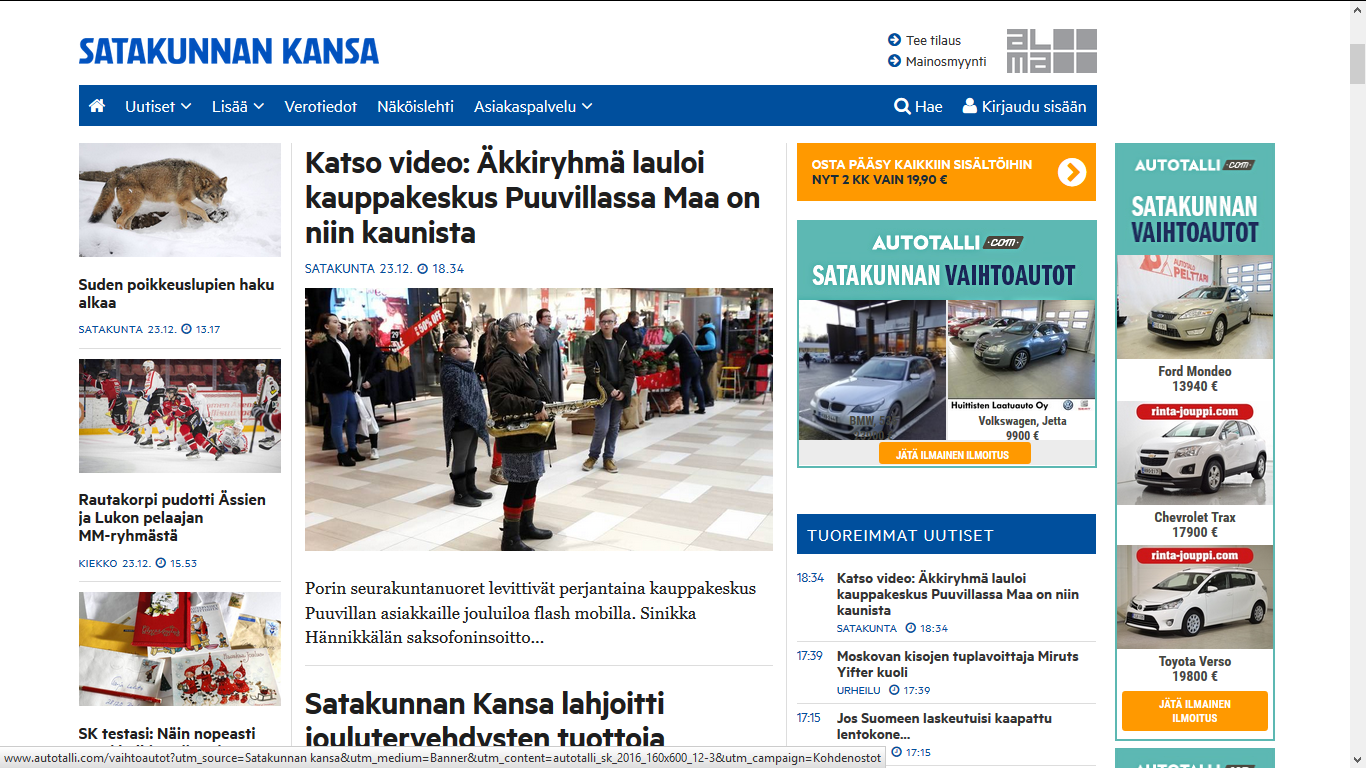 SATAKUNNAN KANSA
Tee tilaus
Mainosmyynti
ALMA
Uutiset
Lisää
Verotiedot
Näköislehti
Asiakaspalvelu
Hae
Kirjaudu sisään
Suden poikkeuslupien haku
alkaa
SATAKUNTA 23.12. 13.17
Rautakorpi pudotti Ässien
ja Lukon pelaajan
MM-ryhmästä
KIEKKO 23.12. 15.53
SK testasi: Näin nopeasti
Katso video: Äkkiryhmä lauloi
kauppakeskus Puuvillassa Maa on
niin kaunista
SATAKUNTA 23.12. 18.34
50% OFF
Porin seurakuntanuoret levittivät perjantaina kauppakeskus
Puuvillan asiakkaille jouluiloa flash mobilla. Sinikka
Hännikkälän saksofoninsoitto...
Satakunnan Kansa lahjoitti
joulutervehdysten tuottoja
OSTA PÄÄSY KAIKKIIN SISÄLTÖIHIN
NYT 2 KK VAIN 19,90 €
AUTOTALLI .COM
SATAKUNNAN VAIHTOAUTOT
Huittisten Laatuauto Oy
Volkswagen, Jetta
9900 €
JÄTÄ ILMAINEN ILMOITUS
TUOREIMMAT UUTISET
18:34 Katso video: Äkkiryhmä lauloi
kauppakeskus Puuvillassa Maa on niin
kaunista
SATAKUNTA 18:34
17:39 Moskovan kisojen tuplavoittaja Miruts
Yifter kuoli
URHEILU 17:39
17:15 Jos Suomeen laskeutuisi kaapattu
lentokone...
17:15
AUTOTALLI .COM
SATAKUNNAN
VAIHTOAUTOT
AUTOTALO
PELTTARI
Ford Mondeo
13940 €
rinta-jouppi.com
Chevrolet Trax
17900 €
rinta-jouppi.com
Toyota Verso
19800 €
JÄTÄ ILMAINEN
ILMOITUS
www.autotalli.com/vaihtoautot?utm_source=Satakunnan kansa&utm_medium=Banner&utm_content=autotalli_sk_2016_160x600_12-3&utm_campaign=Kohdenostot